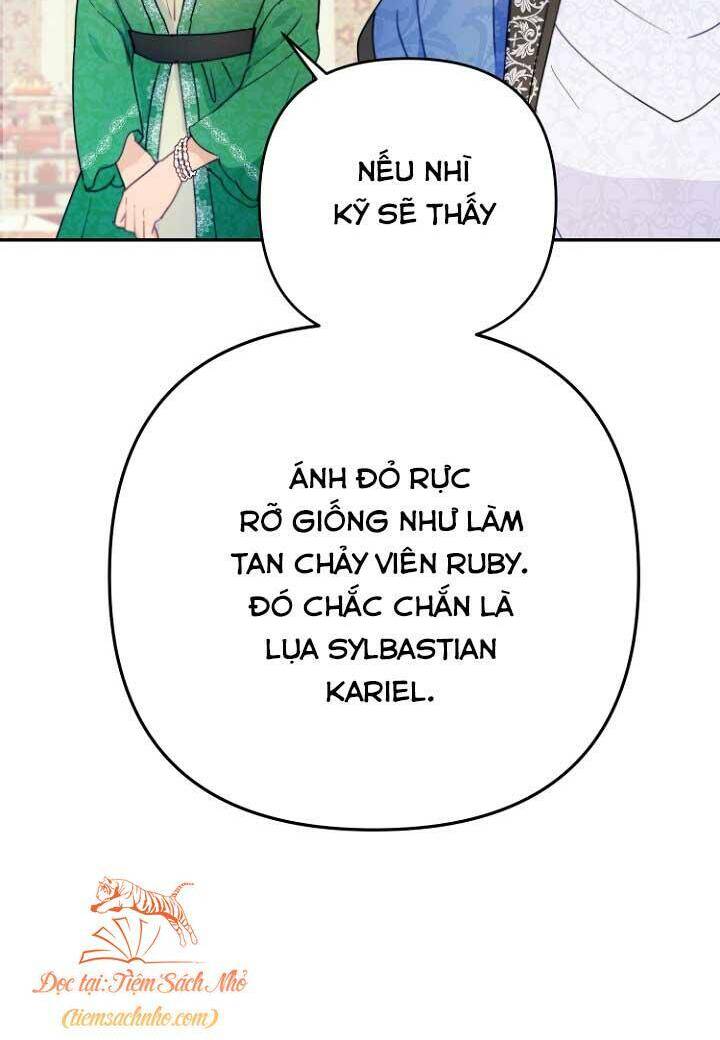 NẾU NHÌ
KỸ SẼ THẤY
ÁNH ĐỎ RỰC
RỠ GIỐNG NHƯ LÀM
TAN CHẢY VIÊN RUBY.
ĐÓ CHẮC CHẮN LÀ
LỤA SYLBASTIAN
KARIEL.
Đọc tại: Tiệm Sách Nhỏ
(tiemsachnho.com)